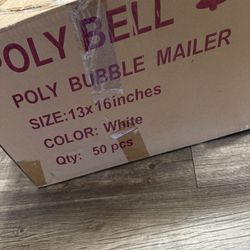 POLY BELL
POLY BUBBLE MAILER
SIZE:13x16inches
COLOR: White
Qty: 50 pcs